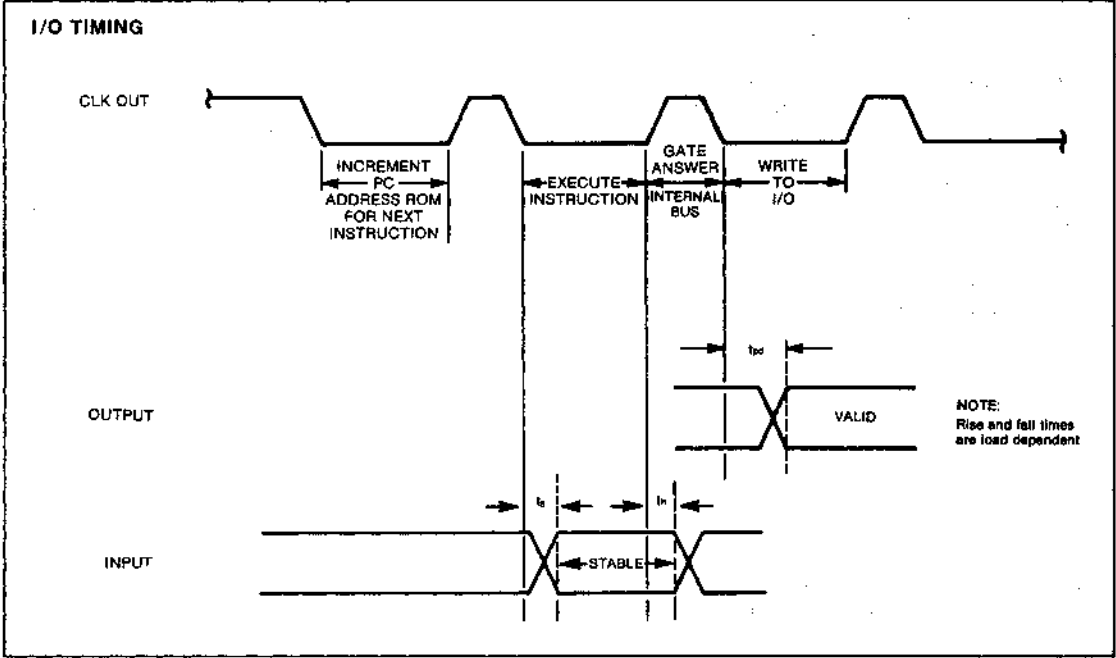 I/O TIMING
CLK OUT
INCREMENT
PC
ADDRESS ROM
FOR NEXT
INSTRUCTION
EXECUTE
INSTRUCTION
GATE
ANSWER
INTERNAL
BUS
WRITE
TO
I/O
tpd
OUTPUT
VALID
NOTE:
Rise and fall times
are load dependent
ts
th
INPUT
STABLE